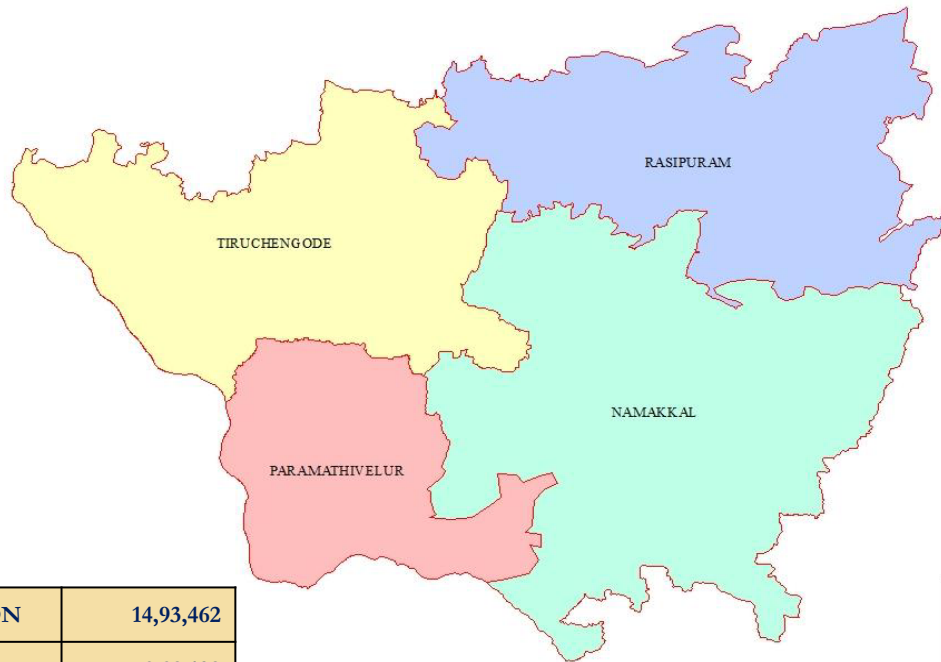 RASIPURAM
TIRUCHENGODE
NAMAKKAL
PARAMATHIVELUR
14,93,462